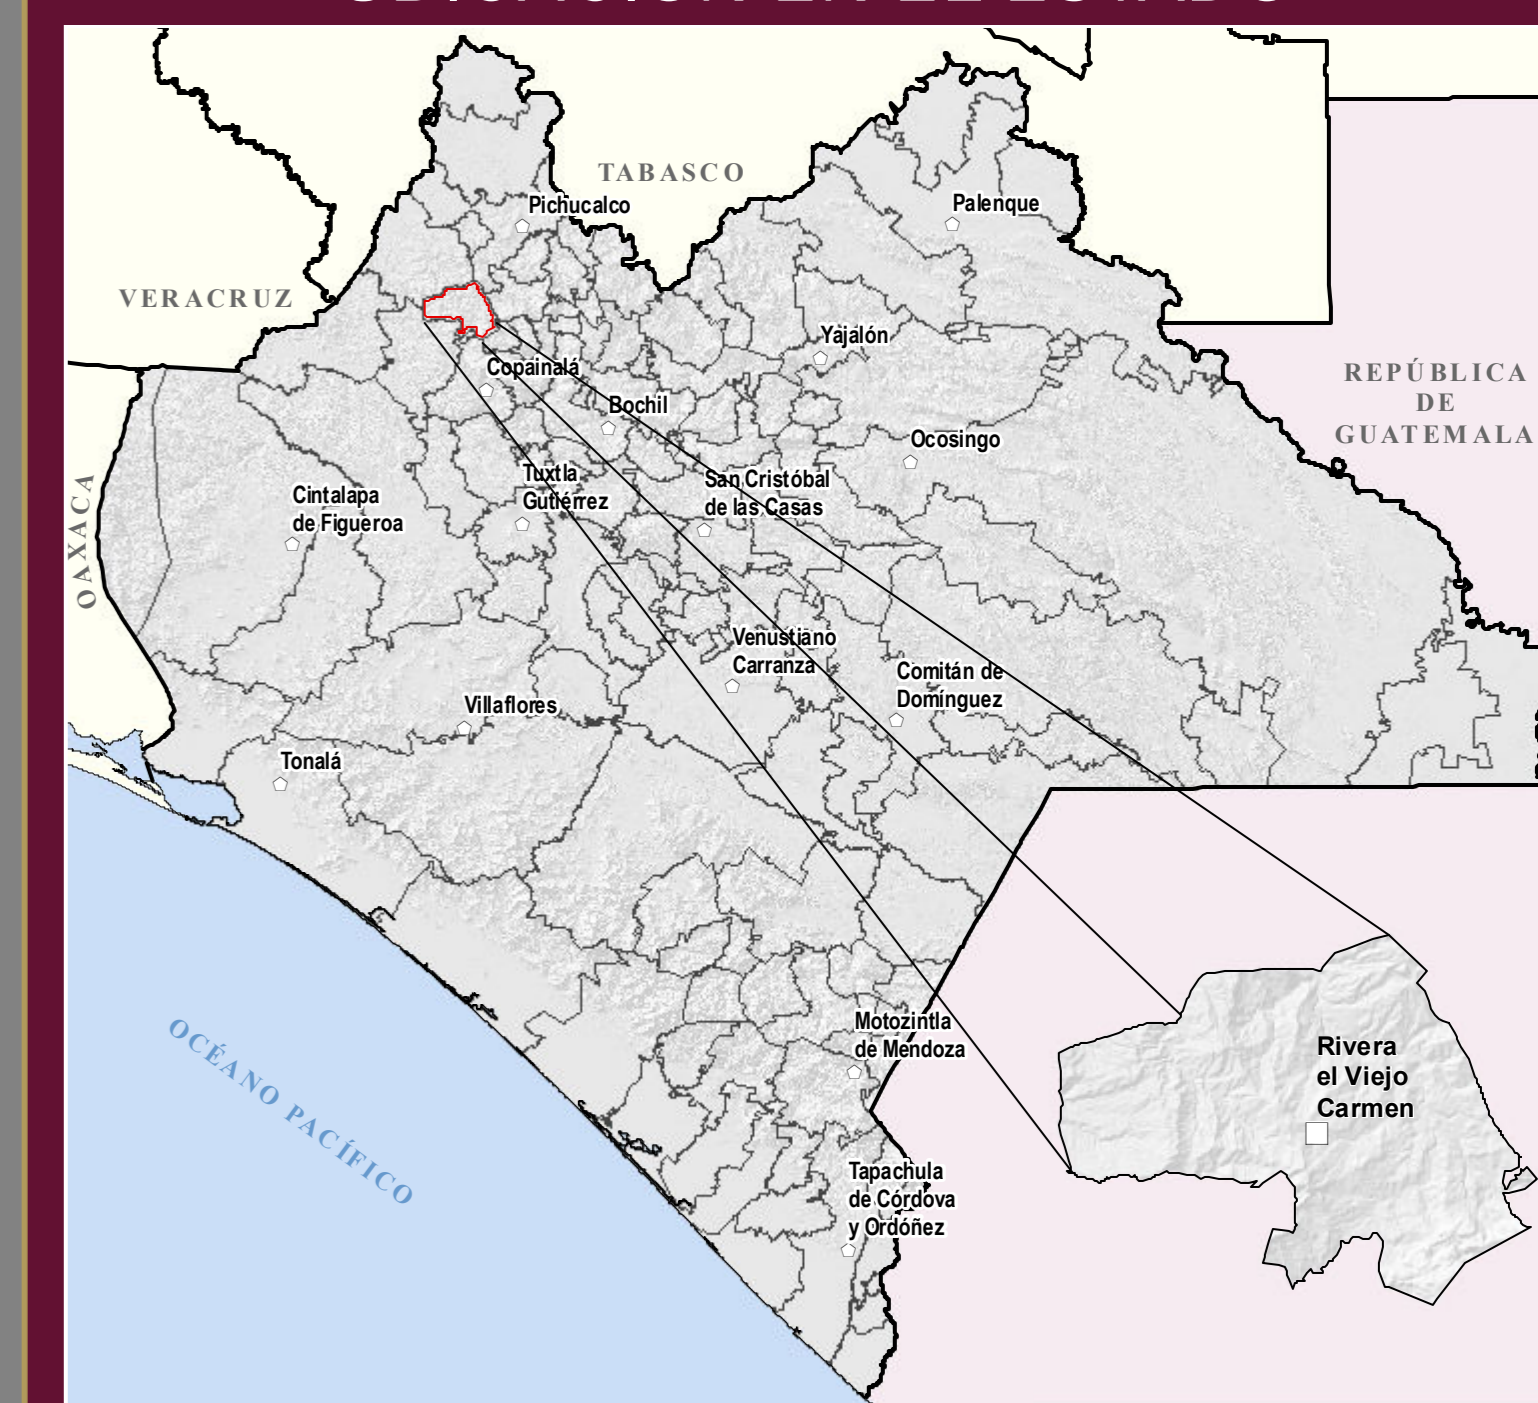 TABASCO
Pichucalco
Palenque
VERACRUZ
Yajalón
Copainalá
REPÚBLICA
DE
GUATEMALA
Bochil
Ocosingo
Tuxtla
Gutiérrez
San Cristóbal
de las Casas
Cintalapa
de Figueroa
OAXACA
Venustiano
Carranza
Comitán de
Domínguez
Villaflores
Tonalá
Motozintla
de Mendoza
Rivera
el Viejo
Carmen
OCÉANO PACÍFICO
Tapachula
de Córdova
y Ordóñez